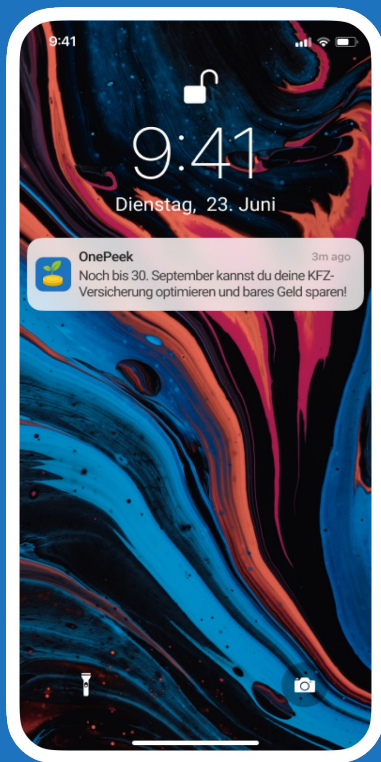 9:41
9:41
Dienstag, 23. Juni
OnePeek 3m ago
Noch bis 30. September kannst du deine KFZ-
Versicherung optimieren und bares Geld sparen!